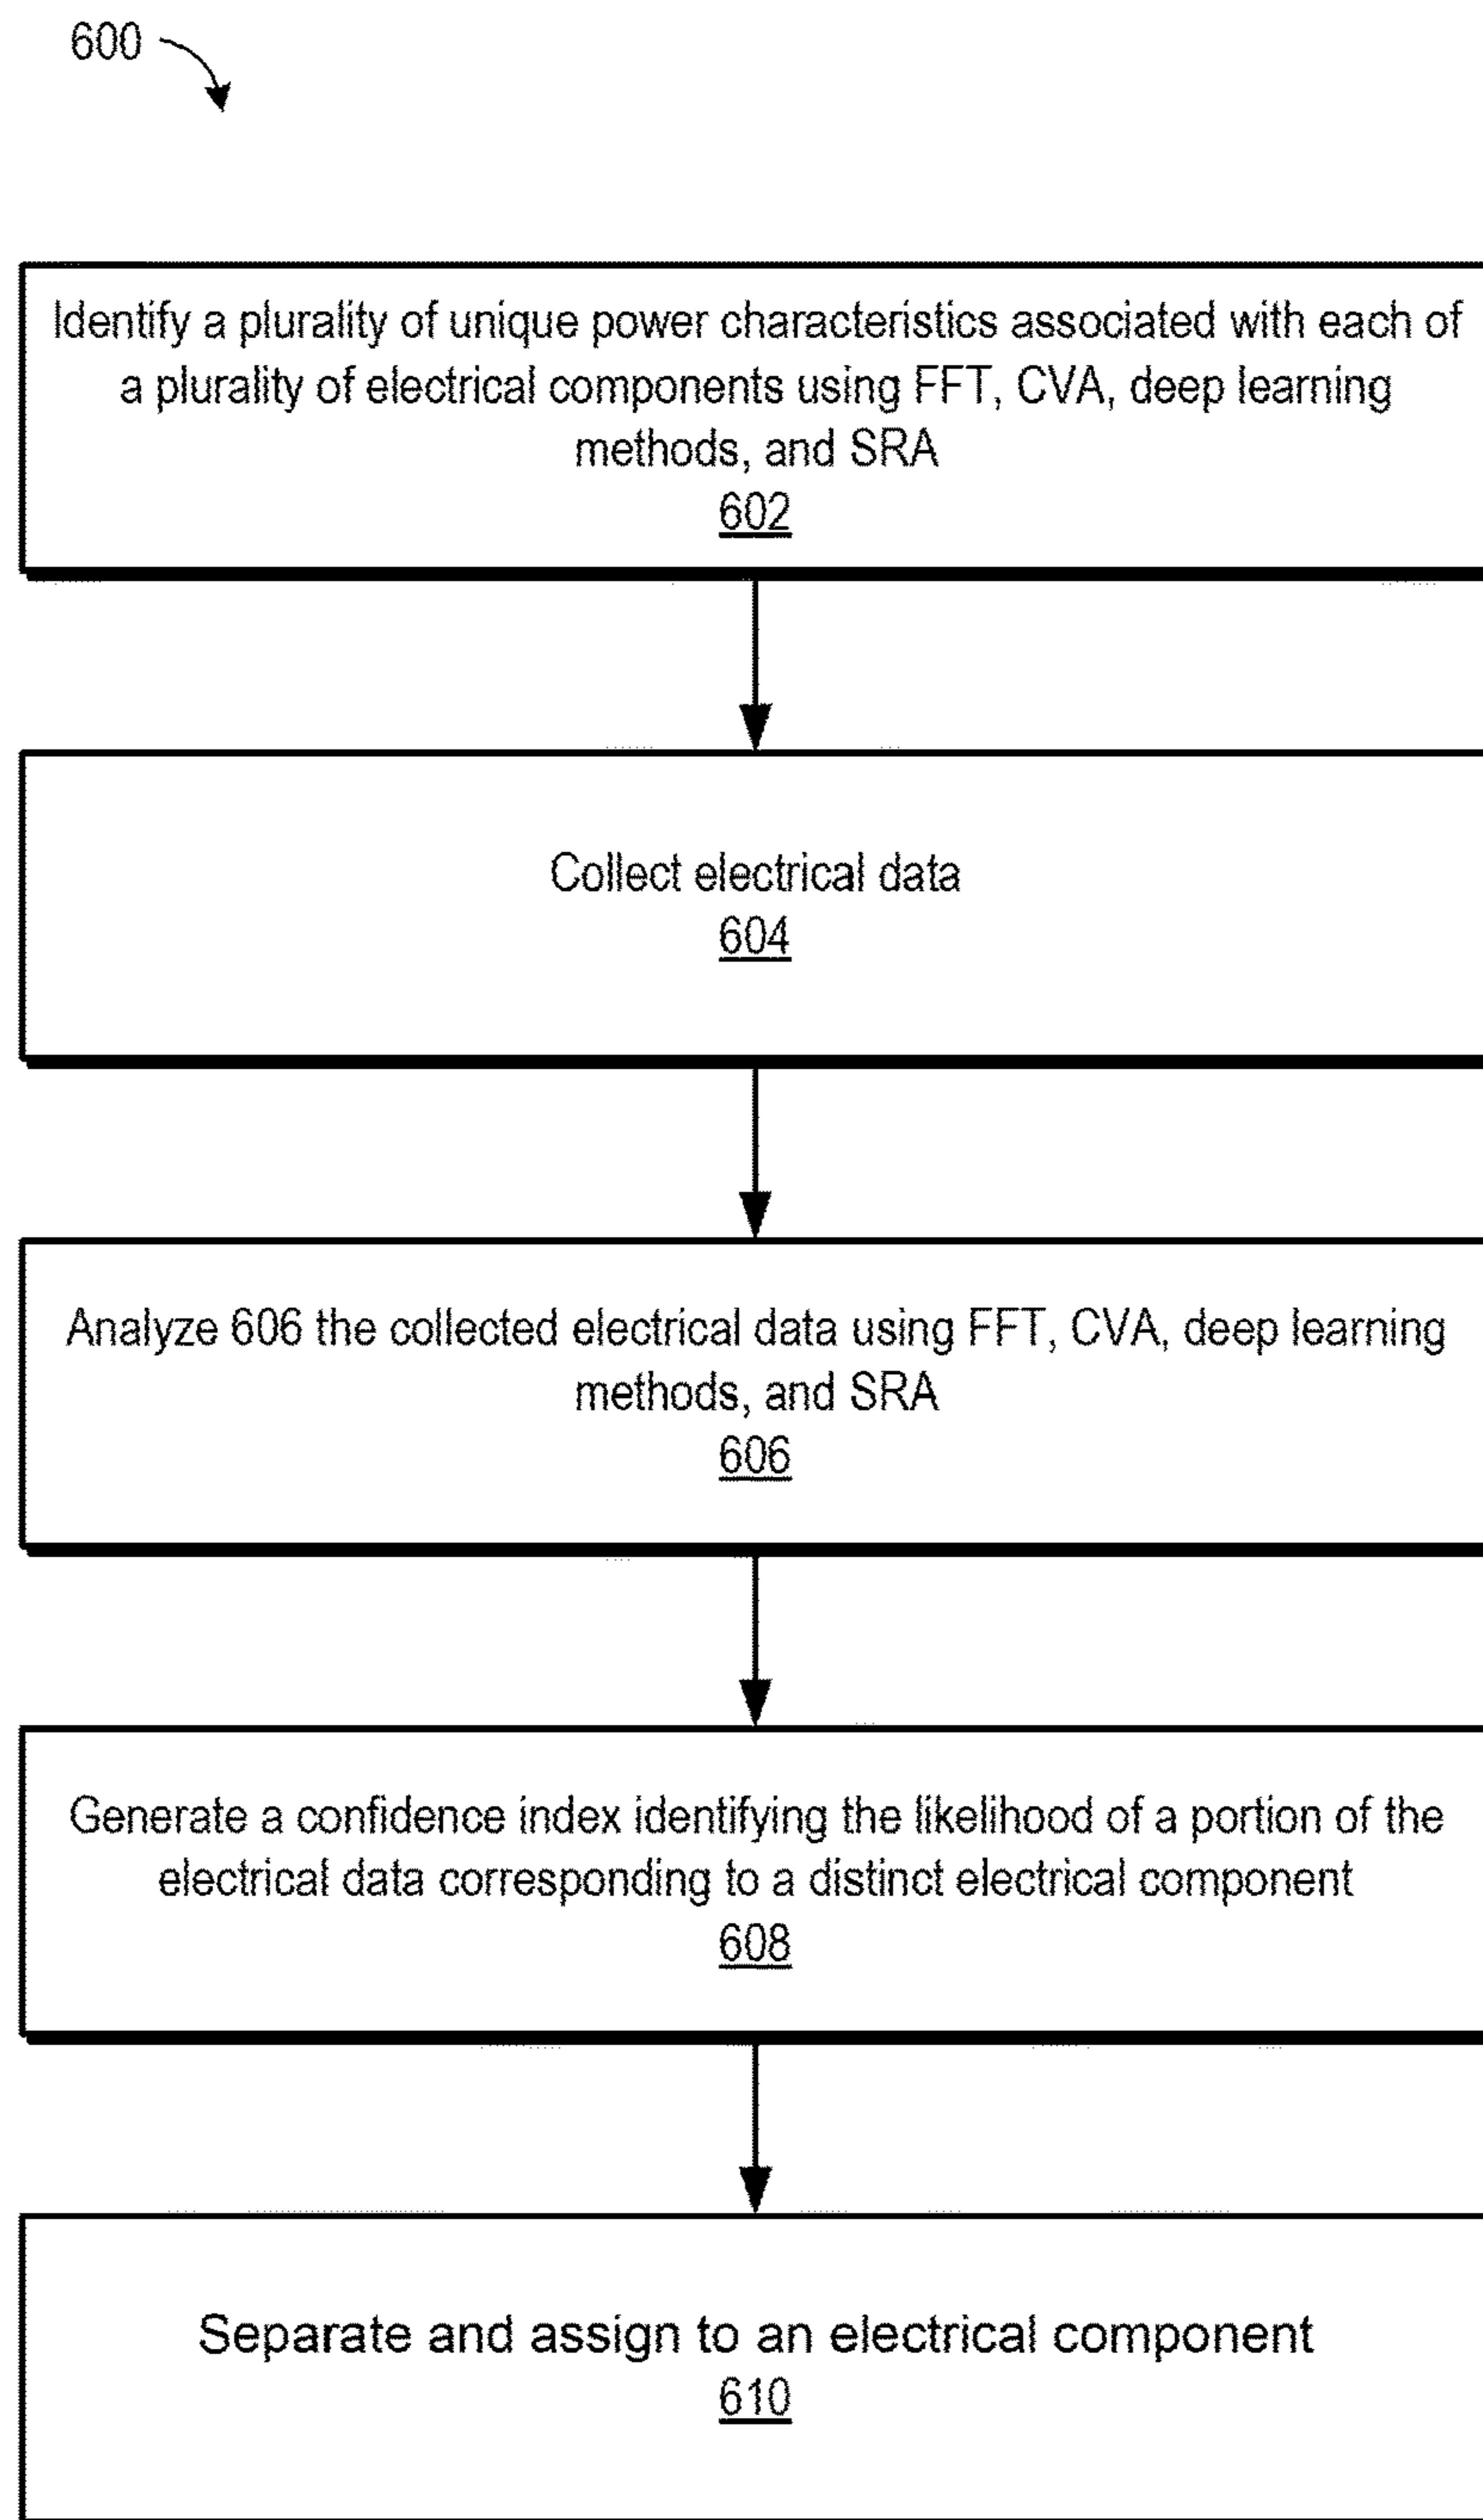 600
Identify a plurality of unique power characteristics associated with each of
a plurality of electrical components using FFT, CVA, deep learning
methods, and SRA
602
Collect electrical data
604
Analyze 606 the collected electrical data using FFT, CVA, deep learning
methods, and SRA
606
Generate a confidence index identifying the likelihood of a portion of the
electrical data corresponding to a distinct electrical component
608
Separate and assign to an electrical component
610